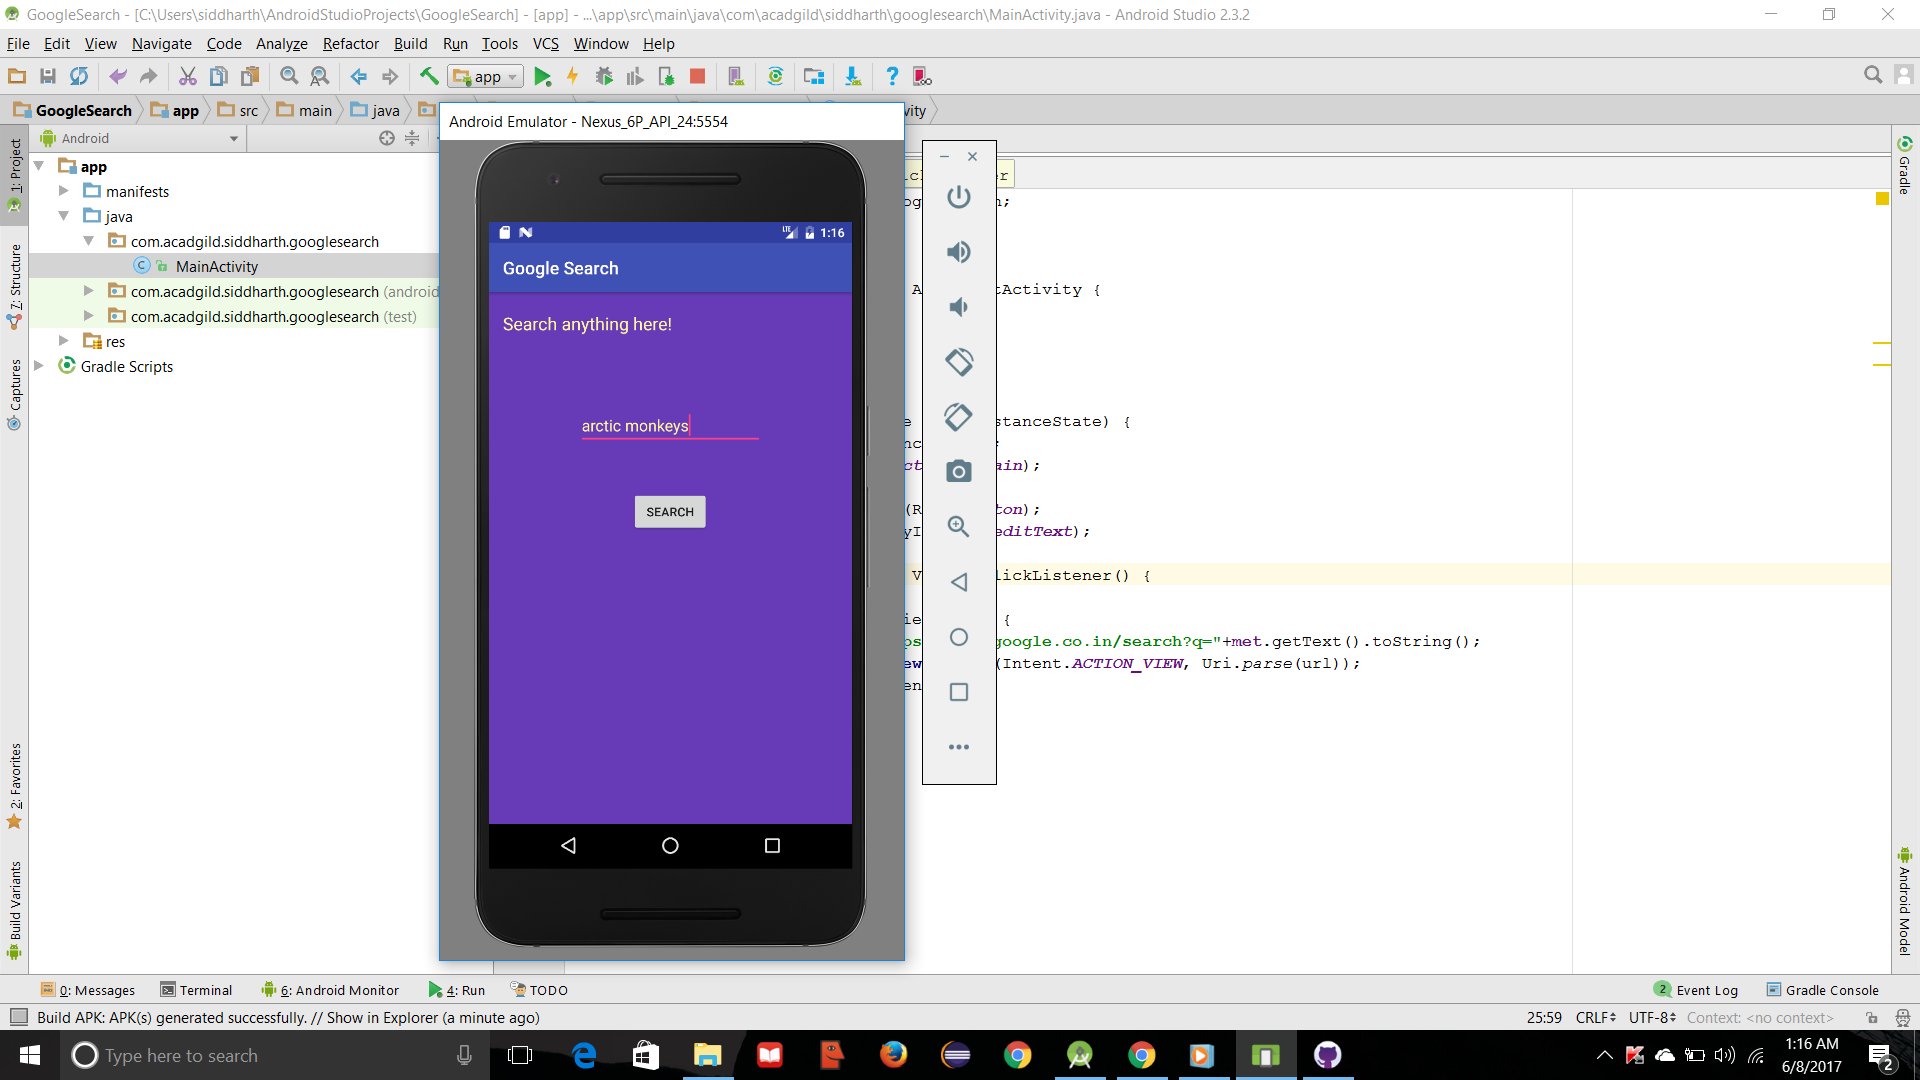 GoogleSearch - [C:\Users\siddharth\AndroidStudioProjects\GoogleSearch] - [app] - ...\app\src\main\java\com\acadgild\siddharth\googlesearch\MainActivity.java - Android Studio 2.3.2
File Edit View Navigate Code Analyze Refactor Build Run Tools VCS Window Help
app
GoogleSearch app src main java
Android Emulator - Nexus_6P_API_24:5554
Android
1: Project
7: Structure
Captures
2: Favorites
Build Variants
app
manifests
java
com.acadgild.siddharth.googlesearch
MainActivity
com.acadgild.siddharth.googlesearch (android
com.acadgild.siddharth.googlesearch (test)
res
Gradle Scripts
LTE 1:16
Google Search
Search anything here!
arctic monkeys
SEARCH
tActivity {
stanceState) {
ain);
ton);
editText);
lickListener() {
{
google.co.in/search?q="+met.getText().toString();
(Intent.ACTION_VIEW, Uri.parse(url));
Gradle
Android Model
0: Messages Terminal 6: Android Monitor 4: Run TODO 2 Event Log Gradle Console
Build APK: APK(s) generated successfully. // Show in Explorer (a minute ago) 25:59 CRLF UTF-8 Context: <no context>
Type here to search
1:16 AM
6/8/2017
2